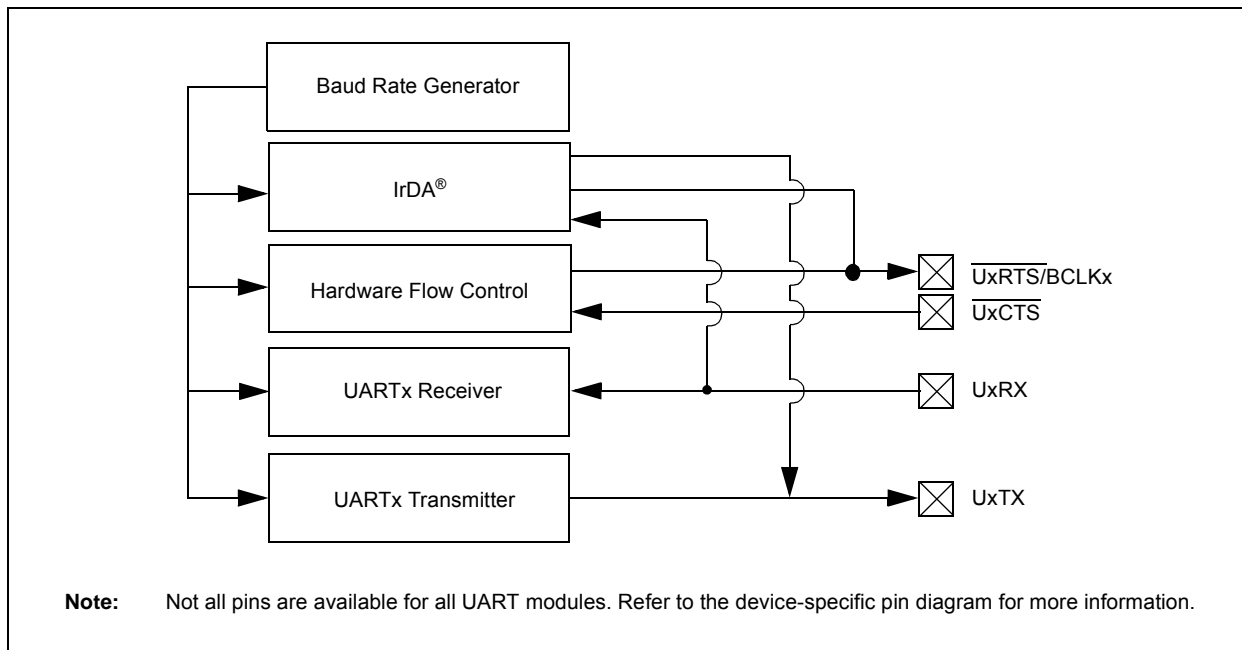 Baud Rate Generator
IrDA®
Hardware Flow Control
UxRTS/BCLKx
UxCTS
UARTx Receiver
UxRX
UARTx Transmitter
UxTX
Note: Not all pins are available for all UART modules. Refer to the device-specific pin diagram for more information.